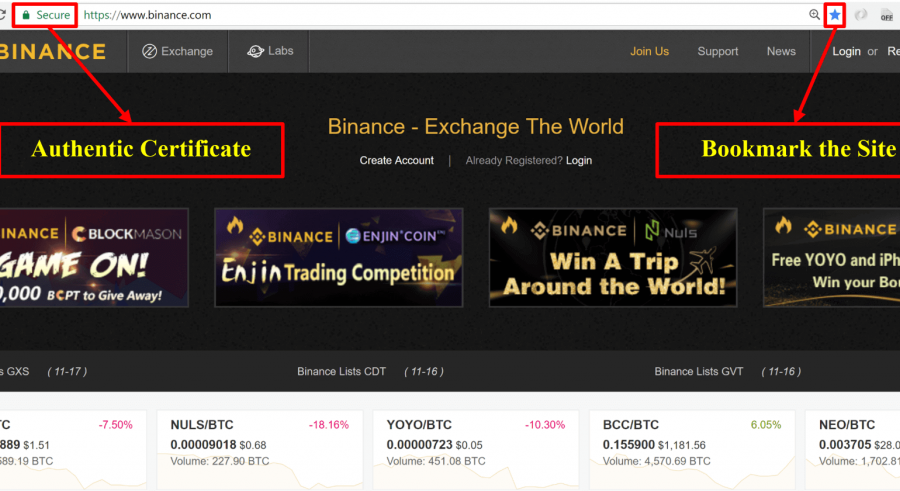 Secure https://www.binance.com
OFF
BINANCE Exchange Labs Join Us Support News Login or Re
Authentic Certificate
Bookmark the Site
Binance - Exchange The World
Create Account | Already Registered? Login
INANCE | BLOCKMASON
GAME ON!
0,000 BCPT to Give Away!
BINANCE | ENJIN COIN
Enjin Trading Competition
BINANCE | Nuls
Win A Trip
Around the World!
BINANCE
Free YOYO and iPh
Win your Bo
s GXS ( 11-17 )
Binance Lists CDT ( 11-16 )
Binance Lists GVT ( 11-16 )
TC -7.50%
889 $1.51
589.19 BTC
NULS/BTC -18.16%
0.00009018 $0.68
Volume: 227.90 BTC
YOYO/BTC -10.30%
0.00000723 $0.05
Volume: 451.08 BTC
BCC/BTC 6.05%
0.155900 $1,181.56
Volume: 4,570.69 BTC
NEO/BTC
0.003705 $28.0
Volume: 1,702.81